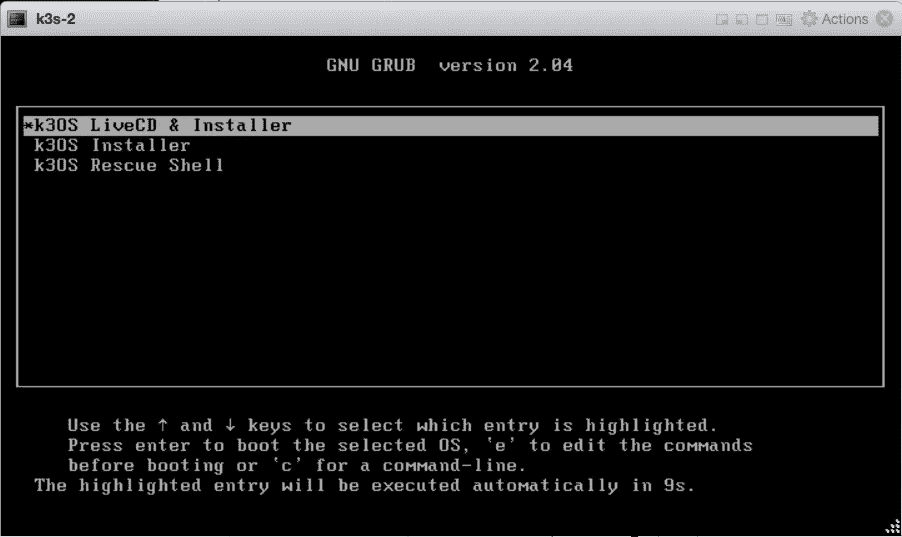 k3s-2
Actions
GNU GRUB version 2.04
*k3OS LiveCD & Installer
k3OS Installer
k3OS Rescue Shell
Use the ↑ and ↓ keys to select which entry is highlighted.
Press enter to boot the selected OS, `e' to edit the commands
before booting or `c' for a command-line.
The highlighted entry will be executed automatically in 9s.